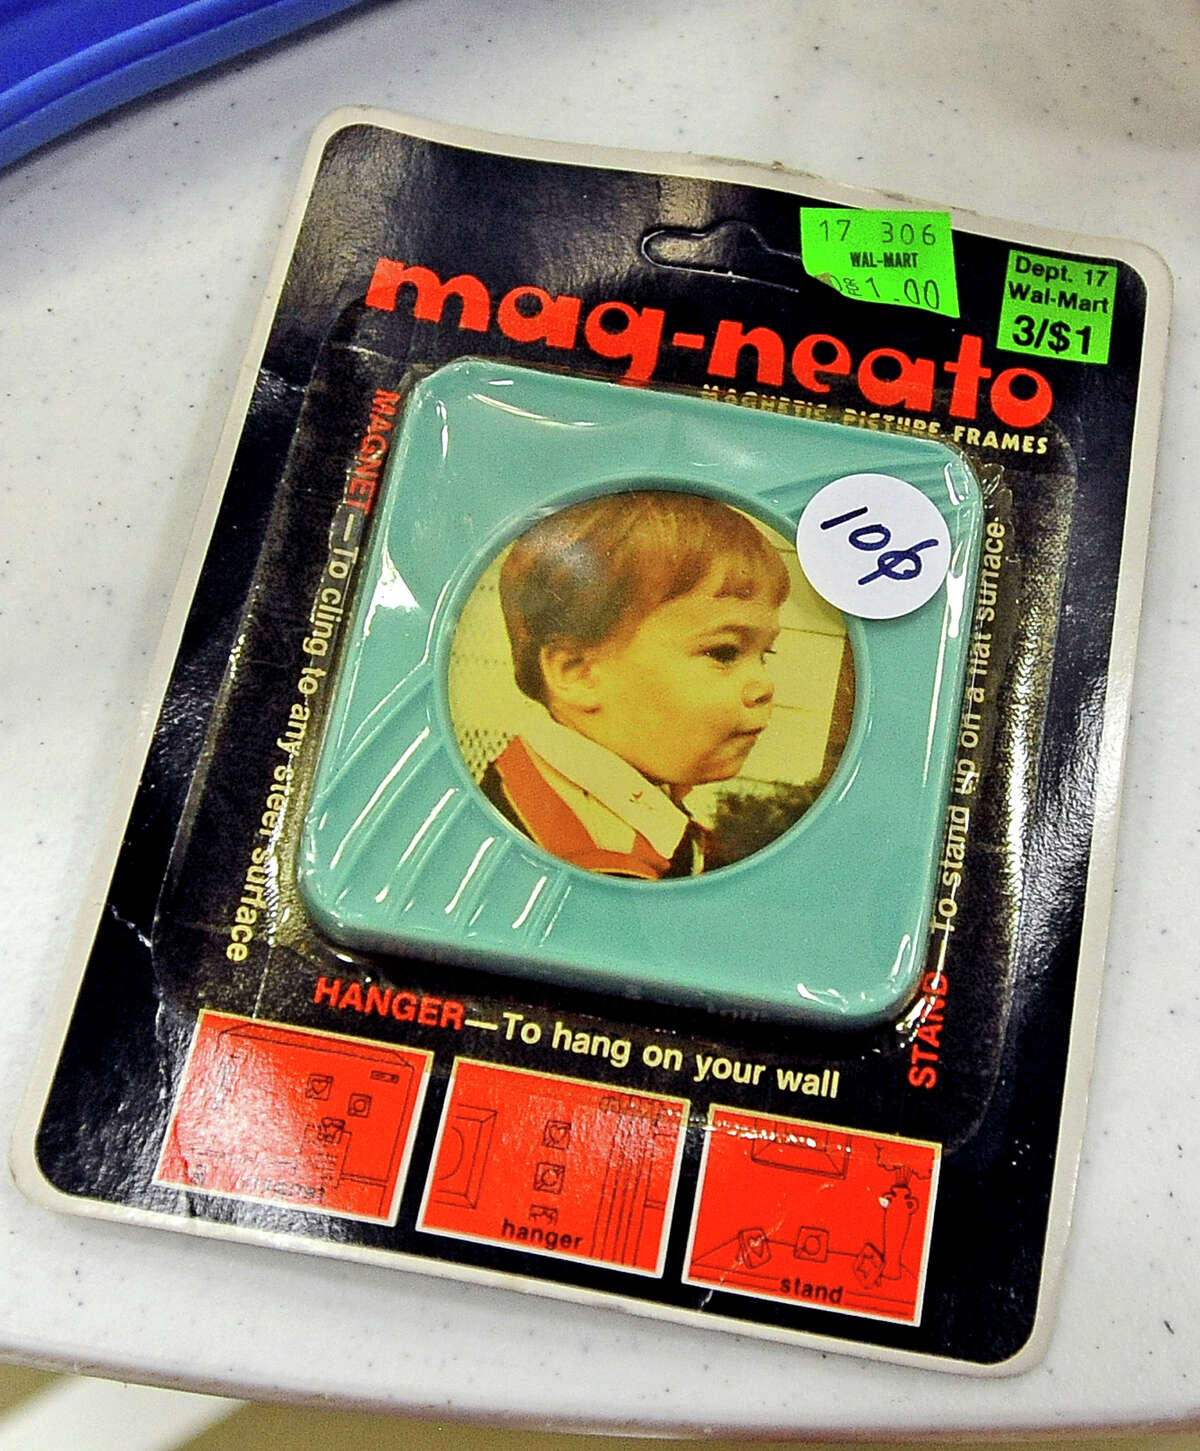 17 306
WAL-MART
1.00
Dept. 17
Wal-Mart
3/$1
mag-neato
MAGNETIC PICTURE FRAMES
10¢
MAGNET—To cling to any steel surface
HANGER—To hang on your wall
STAND—To stand up on a flat surface
hanger
stand